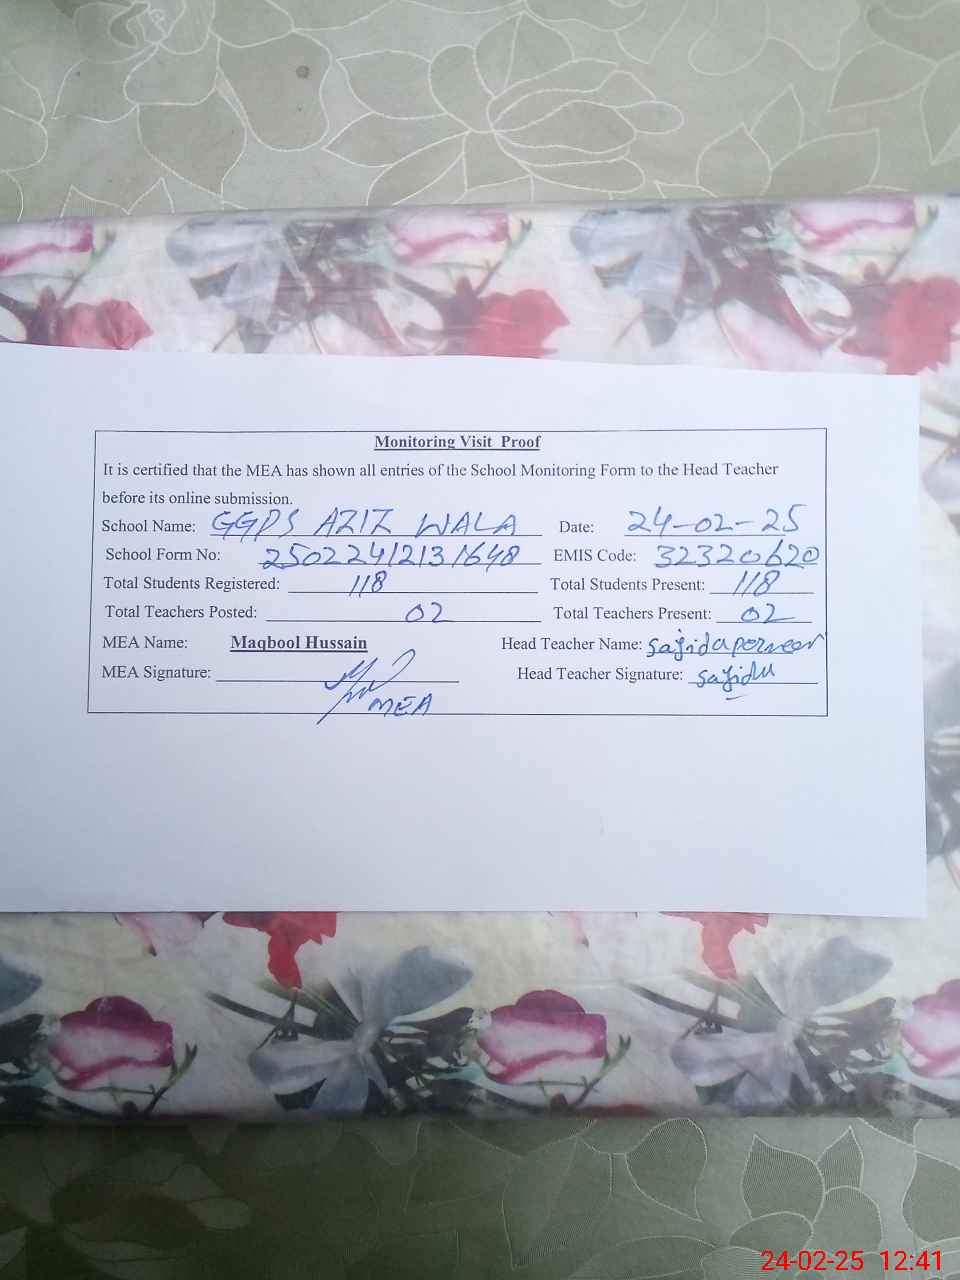 Monitoring Visit Proof
It is certified that the MEA has shown all entries of the School Monitoring Form to the Head Teacher
before its online submission.
School Name: GGPS AZIZ WALA Date: 24-02-25
School Form No: 25022412131648 EMIS Code: 32320620
Total Students Registered: 118 Total Students Present: 118
Total Teachers Posted: 02 Total Teachers Present: 02
MEA Name: Maqbool Hussain Head Teacher Name: Sajida perveen
MEA Signature: Head Teacher Signature: Sajida
MEA
24-02-25 12:41